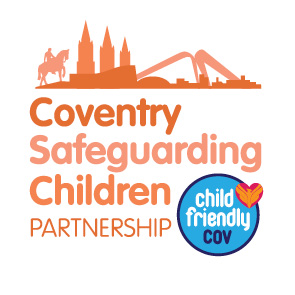 Coventry
Safeguarding
Children
PARTNERSHIP
child
friendly
COV